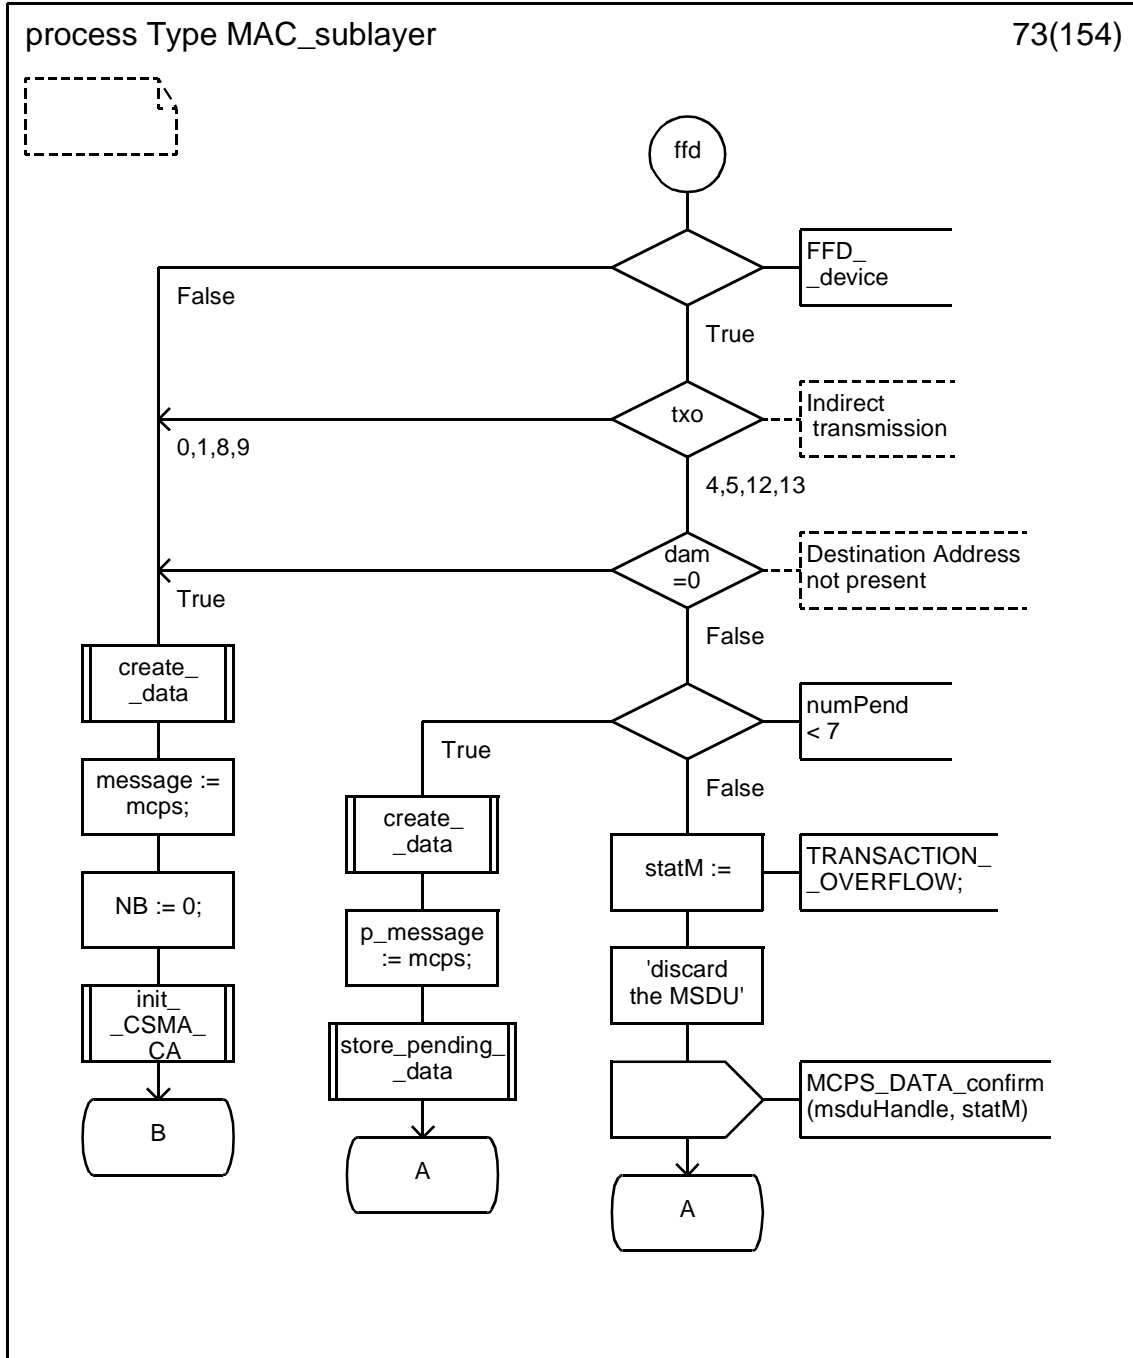 process Type MAC_sublayer
73(154)
ffd
FFD_
_device
False
True
txo
Indirect
transmission
0,1,8,9
4,5,12,13
dam
=0
Destination Address
not present
True
False
create_
_data
numPend
< 7
True
False
message :=
mcps;
create_
_data
statM :=
TRANSACTION_
_OVERFLOW;
NB := 0;
p_message
:= mcps;
'discard
the MSDU'
init_
_CSMA_
CA
store_pending_
_data
MCPS_DATA_confirm
(msduHandle, statM)
B
A
A